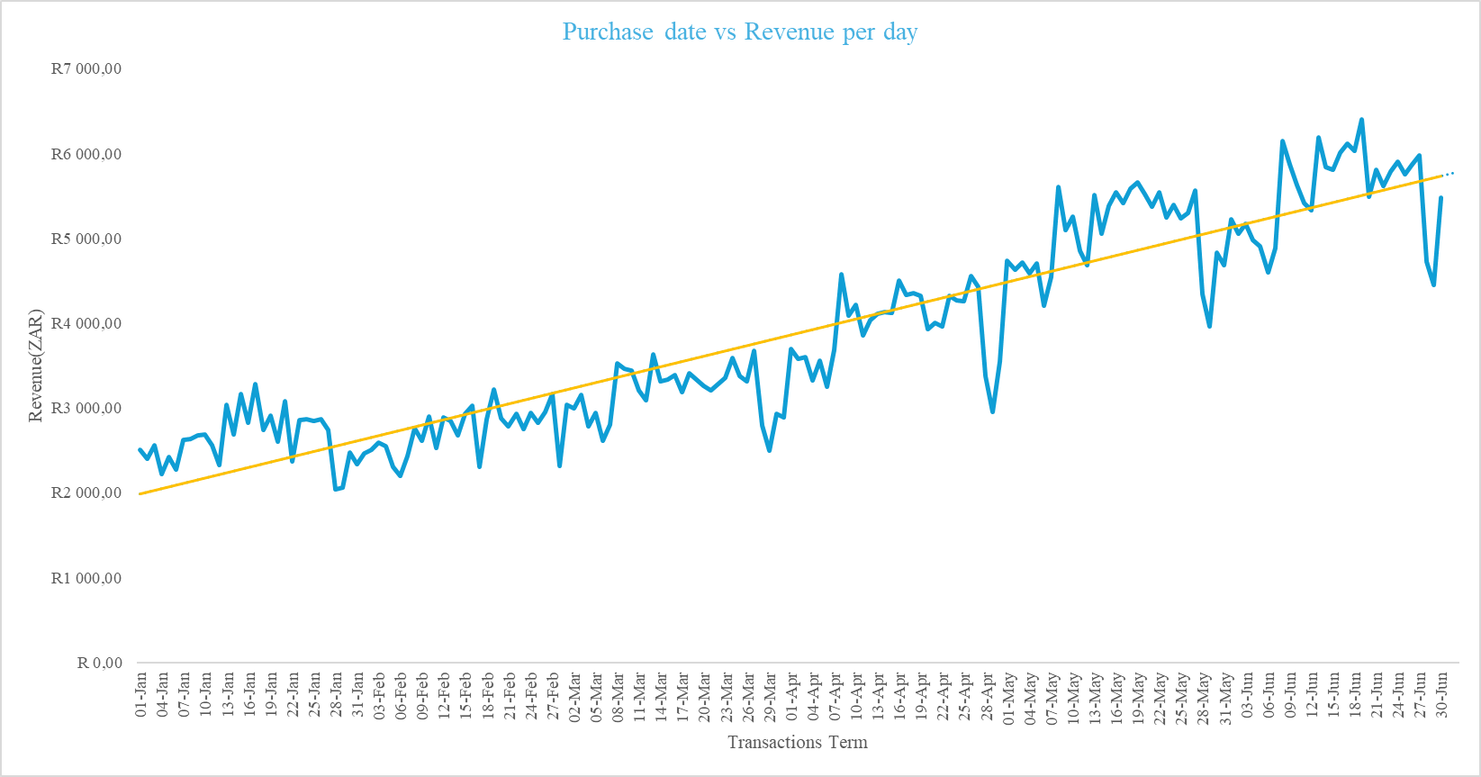 Purchase date vs Revenue per day
R7 000,00
R6 000,00
R5 000,00
R4 000,00
R3 000,00
R2 000,00
R1 000,00
R 0,00
Revenue(ZAR)
01-Jan
04-Jan
07-Jan
10-Jan
13-Jan
16-Jan
19-Jan
22-Jan
25-Jan
28-Jan
31-Jan
03-Feb
06-Feb
09-Feb
12-Feb
15-Feb
18-Feb
21-Feb
24-Feb
27-Feb
02-Mar
05-Mar
08-Mar
11-Mar
14-Mar
17-Mar
20-Mar
23-Mar
26-Mar
29-Mar
01-Apr
04-Apr
07-Apr
10-Apr
13-Apr
16-Apr
19-Apr
22-Apr
25-Apr
28-Apr
01-May
04-May
07-May
10-May
13-May
16-May
19-May
22-May
25-May
28-May
31-May
03-Jun
06-Jun
09-Jun
12-Jun
15-Jun
18-Jun
21-Jun
24-Jun
27-Jun
30-Jun
Transactions Term